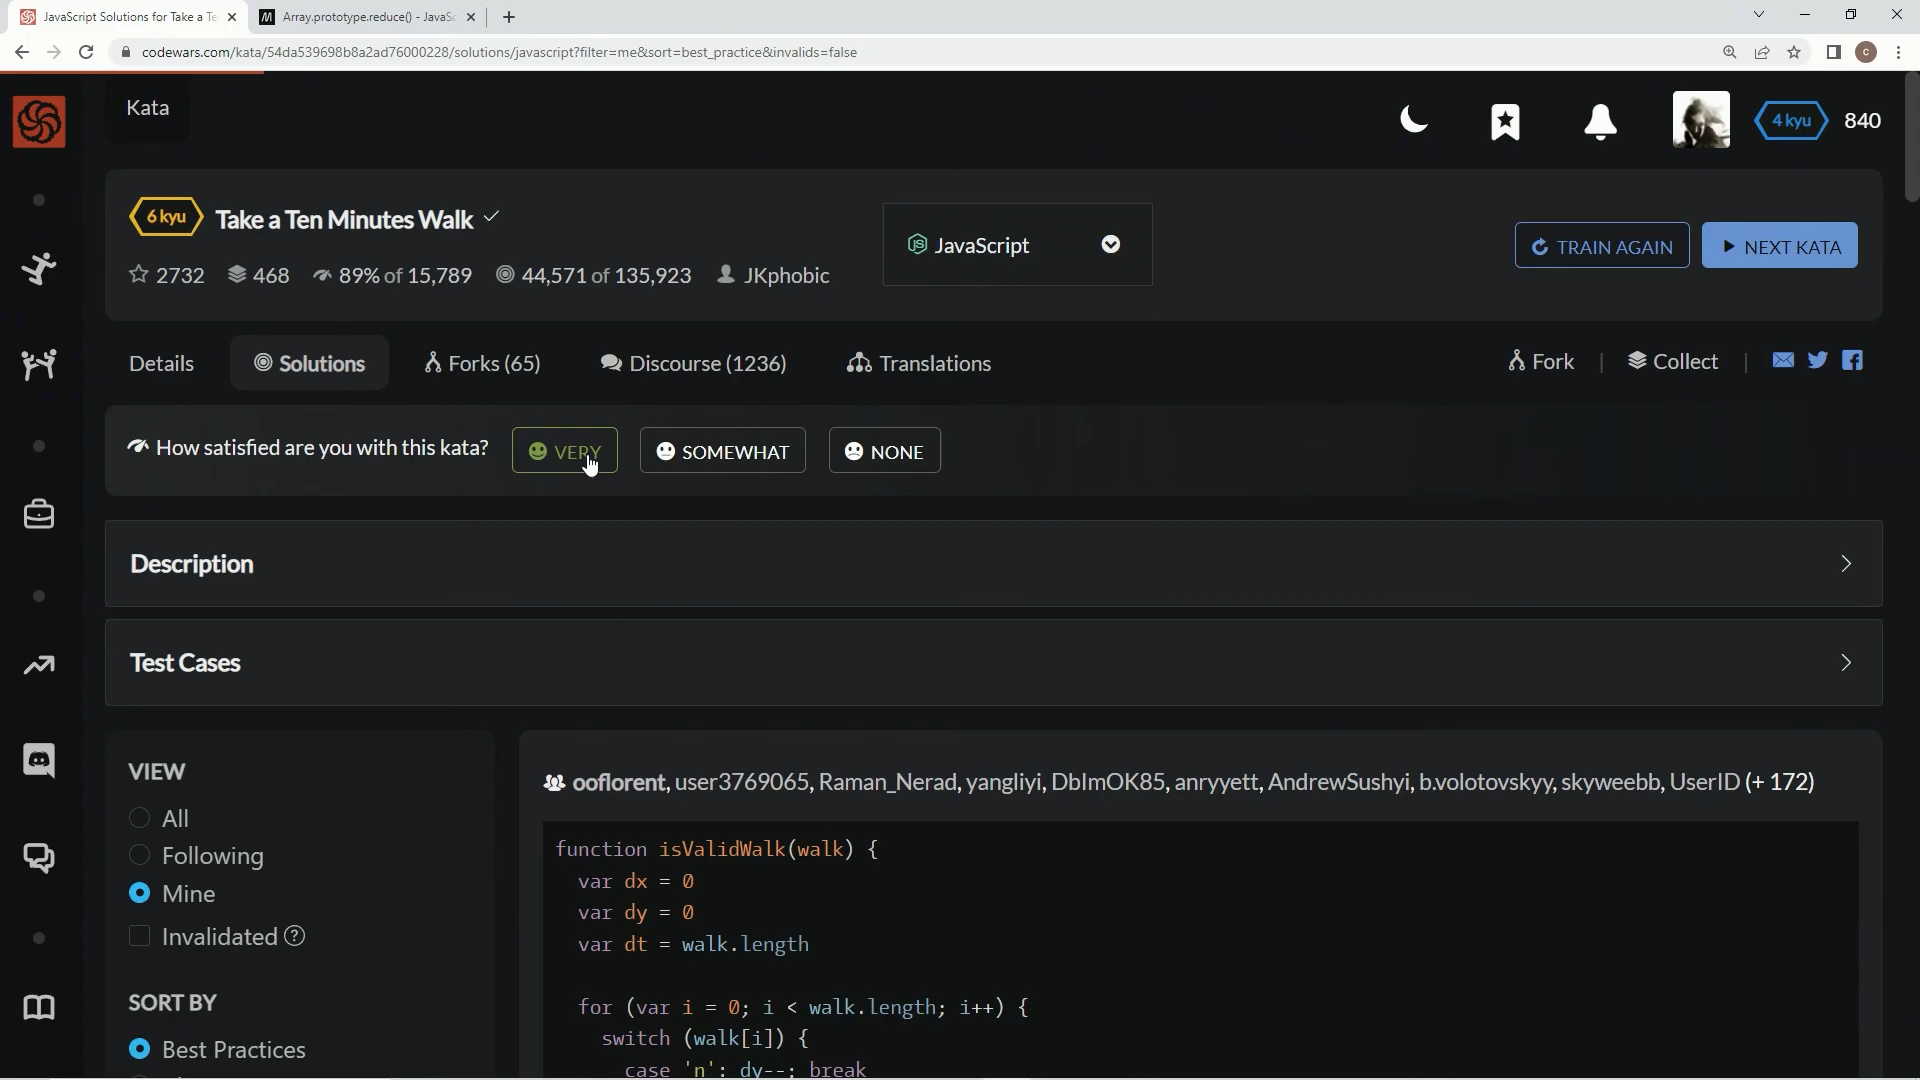 JavaScript Solutions for Take a Te
Array.prototype.reduce() - JavaSc
codewars.com/kata/54da539698b8a2ad76000228/solutions/javascript?filter=me&sort=best_practice&invalids=false
C
Kata
4 kyu 840
6 kyu Take a Ten Minutes Walk
JavaScript
TRAIN AGAIN
NEXT KATA
2732 468 89% of 15,789 44,571 of 135,923 JKphobic
Details Solutions Forks (65) Discourse (1236) Translations
Fork | Collect |
How satisfied are you with this kata? VERY SOMEWHAT NONE
Description
Test Cases
VIEW
All
Following
Mine
Invalidated ?
SORT BY
Best Practices
ooflorent, user3769065, Raman_Nerad, yangliyi, DblmOK85, anryyett, AndrewSushyi, b.volotovskyy, skyweebb, UserID (+ 172)
function isValidWalk(walk) {
var dx = 0
var dy = 0
var dt = walk.length
for (var i = 0; i < walk.length; i++) {
switch (walk[i]) {
case 'n': dy--; break